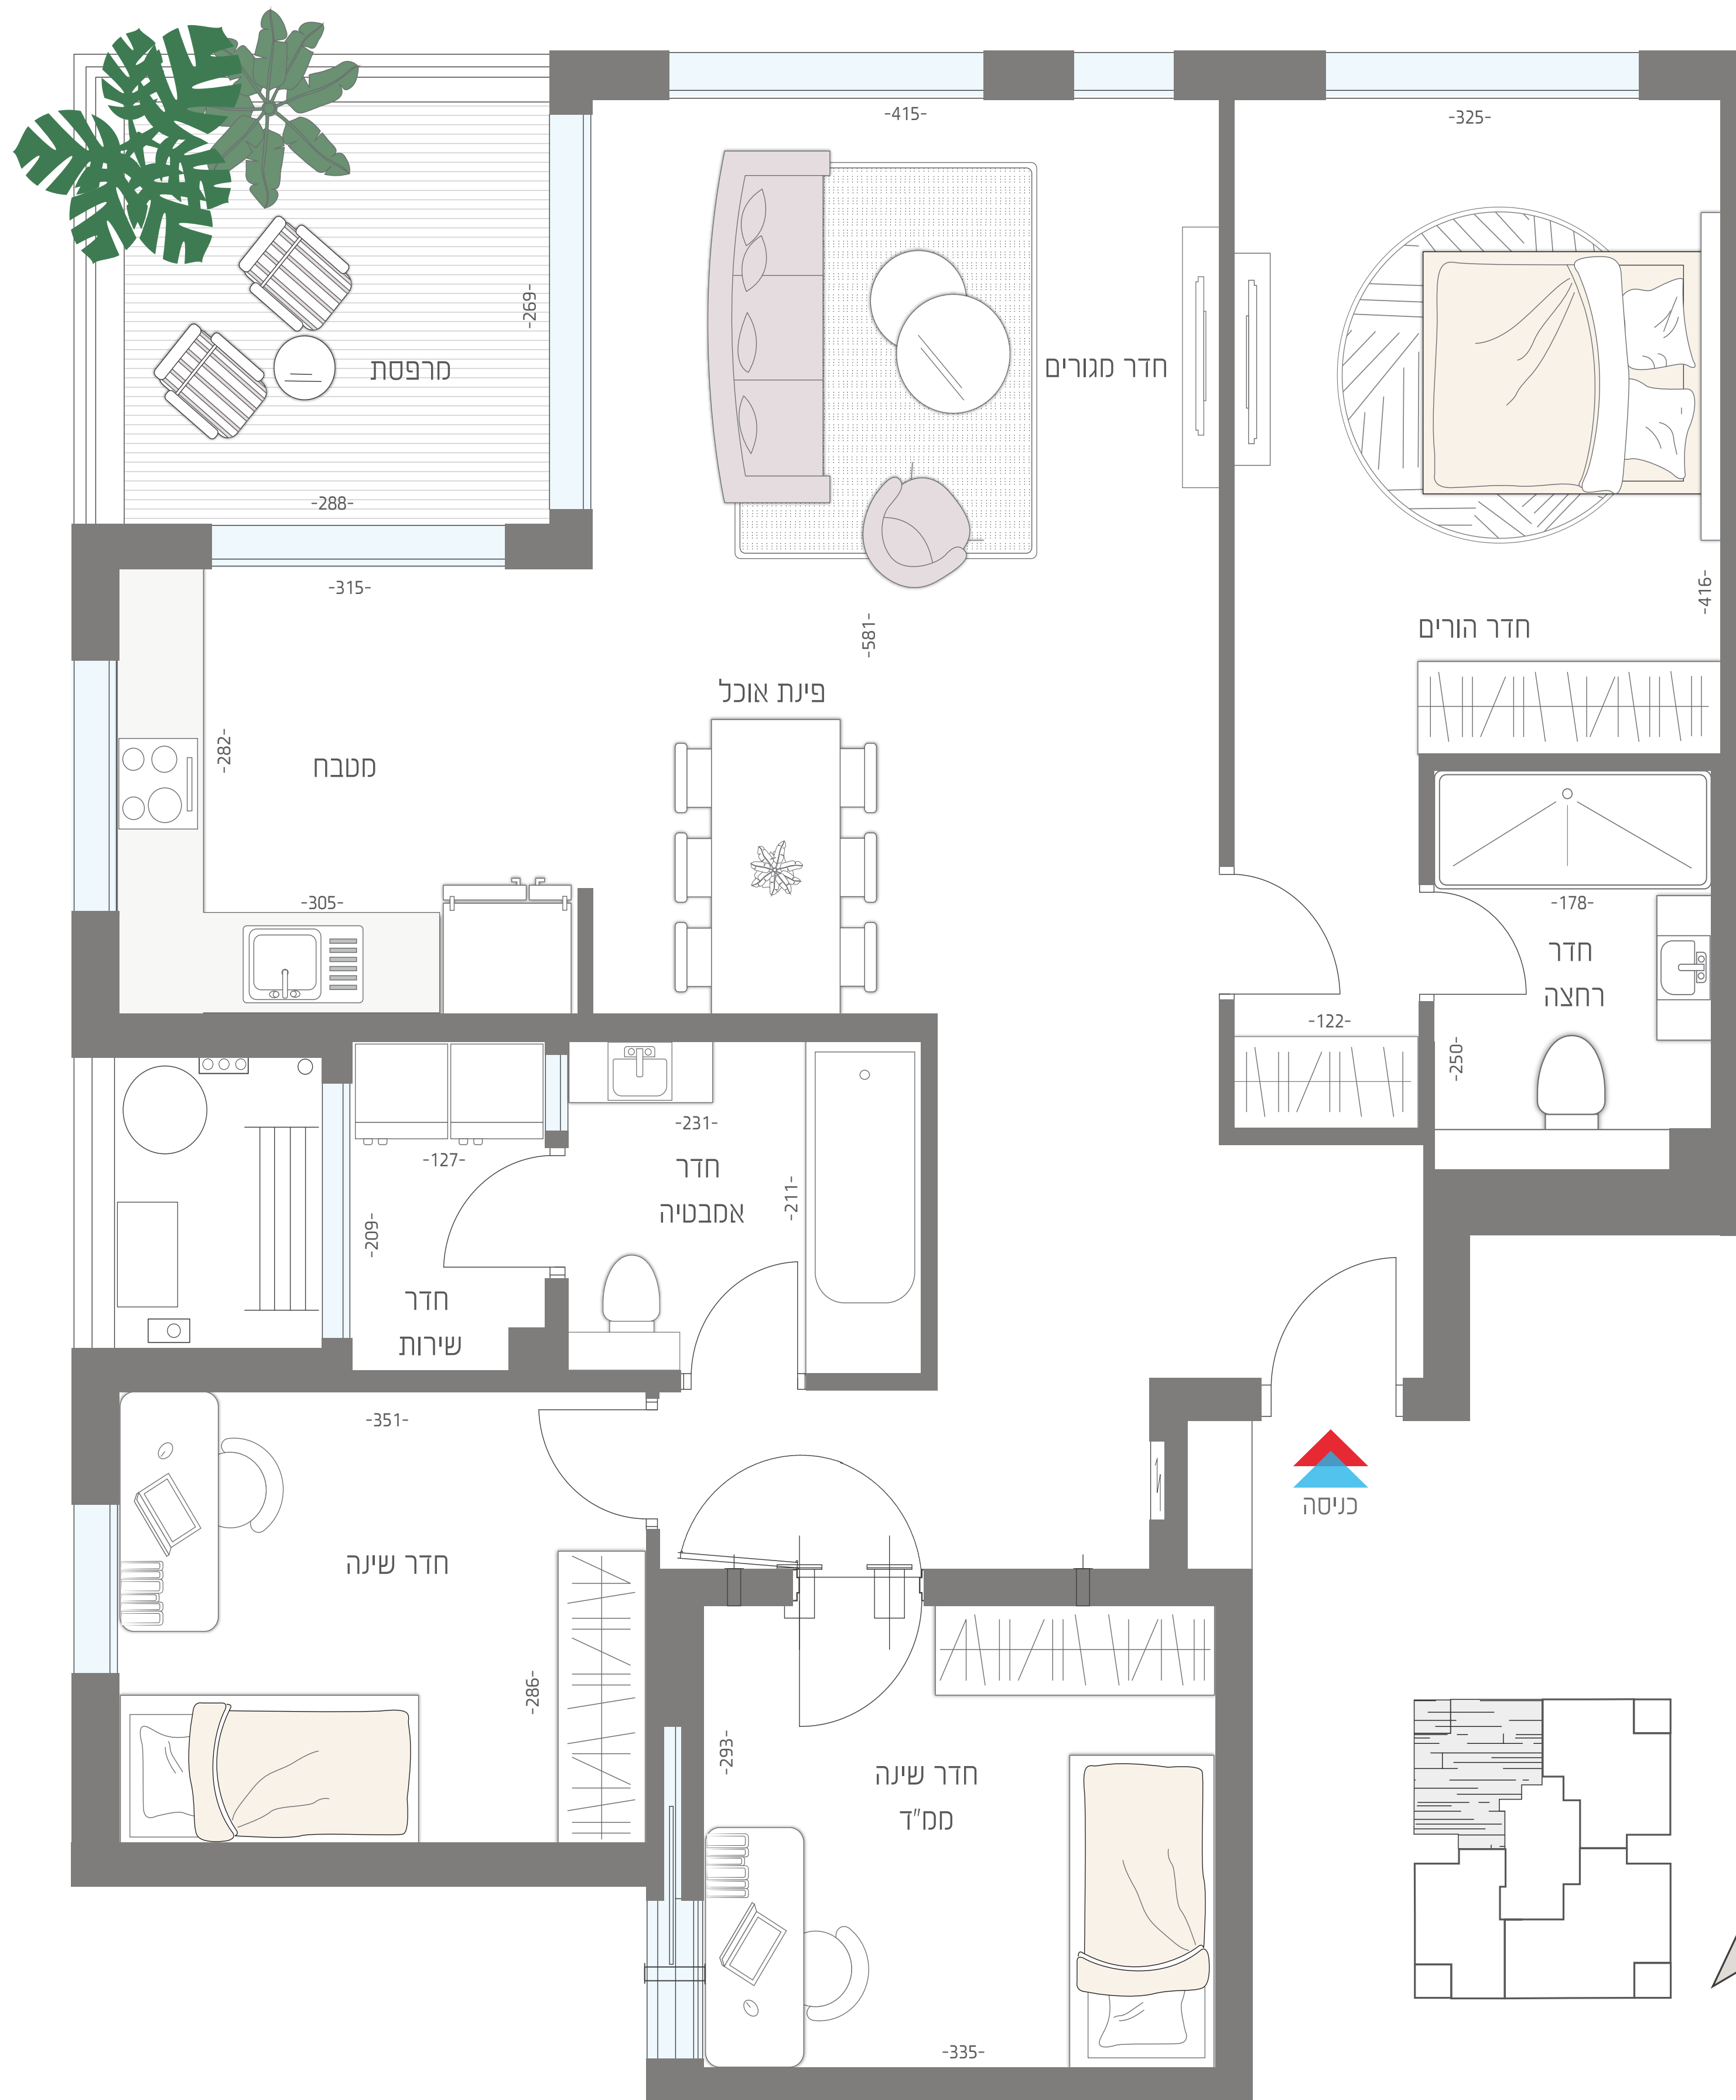 -415-
-325-
-269-
מרפסת
חדר מגורים
-288-
-315-
-416-
-581-
חדר הורים
פינת אוכל
-282-
מטבח
-305-
-178-
חדר
רחצה
-122-
-250-
-231-
-127-
חדר
אמבטיה
-211-
-209-
חדר
שירות
-351-
כניסה
חדר שינה
-286-
-293-
חדר שינה
ממ"ד
-335-